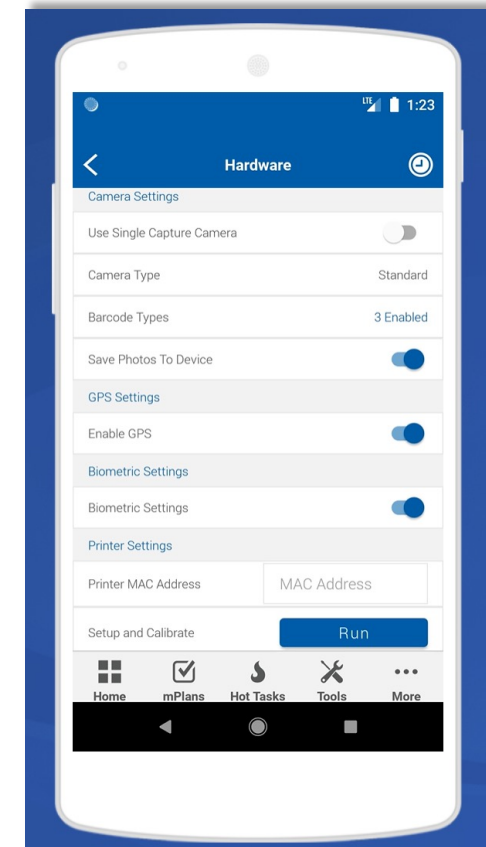 LTE 1:23
Hardware
Camera Settings
Use Single Capture Camera
Camera Type Standard
Barcode Types 3 Enabled
Save Photos To Device
GPS Settings
Enable GPS
Biometric Settings
Biometric Settings
Printer Settings
Printer MAC Address MAC Address
Setup and Calibrate Run
Home mPlans Hot Tasks Tools More